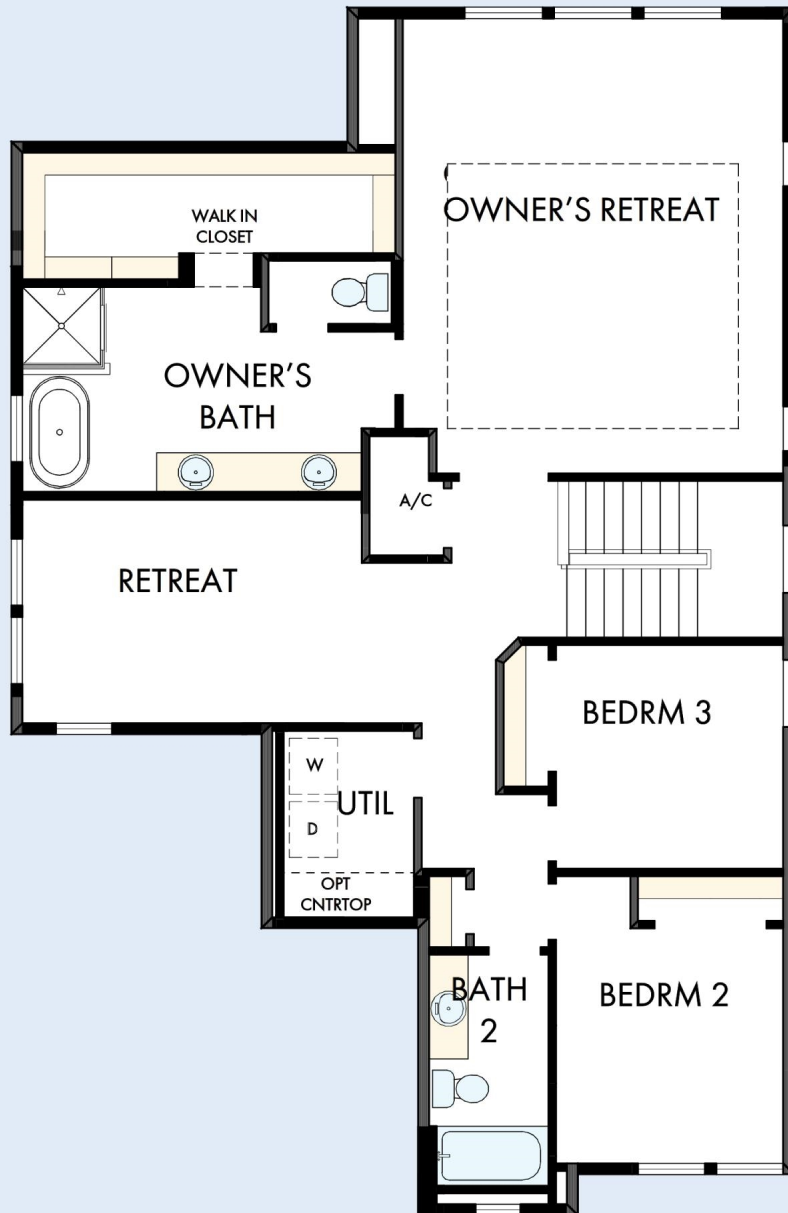 WALK IN
CLOSET
OWNER'S RETREAT
OWNER'S
BATH
A/C
RETREAT
BEDRM 3
W
UTIL
D
OPT
CNTRTOP
BATH
2
BEDRM 2